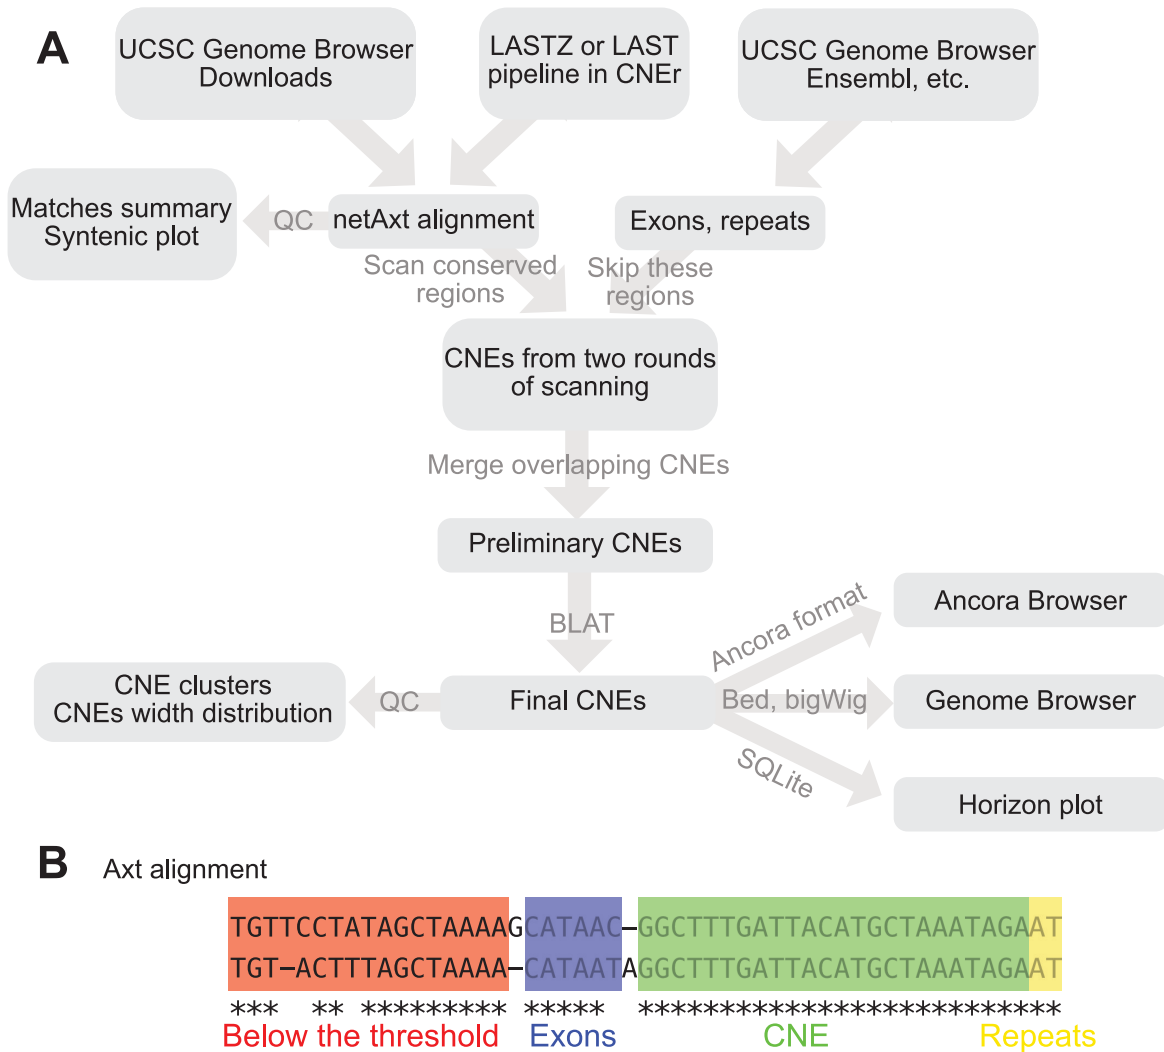 A
UCSC Genome Browser
Downloads
LASTZ or LAST
pipeline in CNEr
UCSC Genome Browser
Ensembl, etc.
Matches summary
Syntenic plot
QC
netAxt alignment
Exons, repeats
Scan conserved
regions
Skip these
regions
CNEs from two rounds
of scanning
Merge overlapping CNEs
Preliminary CNEs
BLAT
CNE clusters
CNEs width distribution
QC
Final CNEs
Ancora format
Ancora Browser
Bed, bigWig
Genome Browser
SQLite
Horizon plot
B
Axt alignment
TGTTCCTATAGCTAAAAGCATAAC–GGCTTTGATTACATGCTAAATAGAAT
TGT–ACTTTAGCTAAAA–CATAATAGGCTTTGATTACATGCTAAATAGAAT
***  ** ********* *****  **************************
Below the threshold Exons CNE Repeats